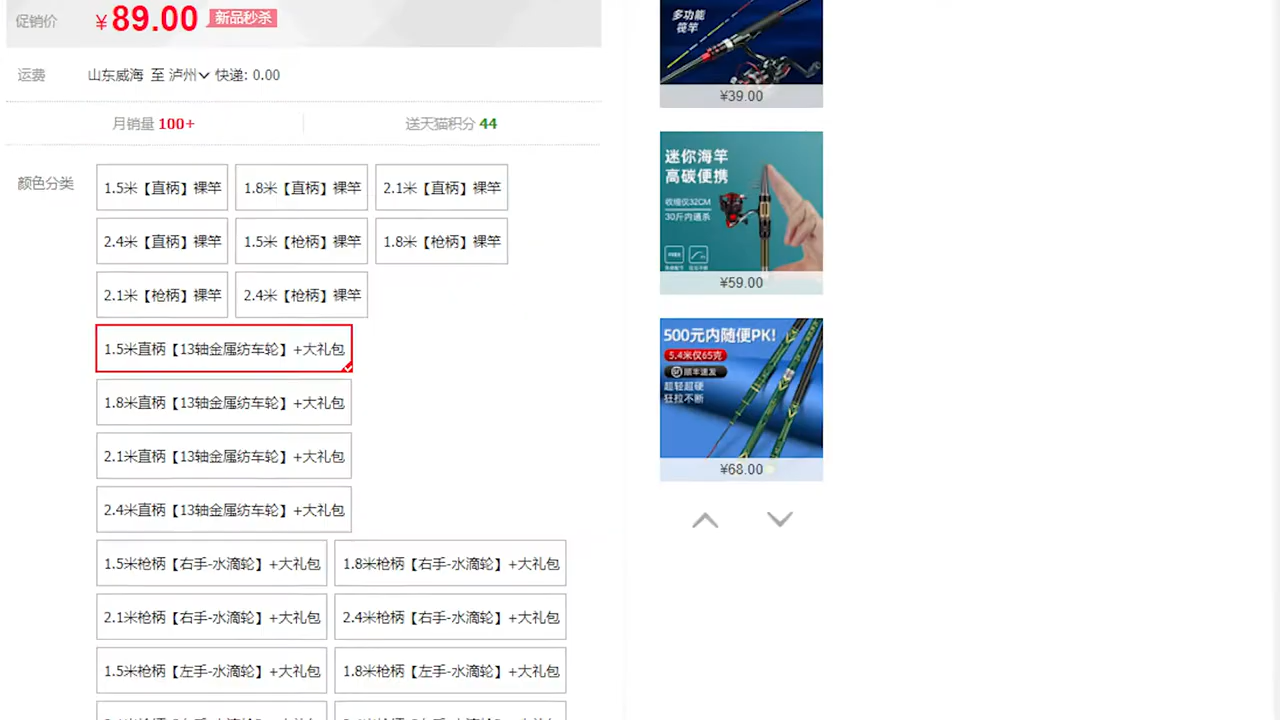 促销价 ¥ 89.00 新品秒杀
运费 山东威海 至 泸州 快递: 0.00
月销量 100+ 送天猫积分 44
颜色分类
1.5米【直柄】裸竿 1.8米【直柄】裸竿 2.1米【直柄】裸竿
2.4米【直柄】裸竿 1.5米【枪柄】裸竿 1.8米【枪柄】裸竿
2.1米【枪柄】裸竿 2.4米【枪柄】裸竿
1.5米直柄【13轴金属纺车轮】+大礼包
1.8米直柄【13轴金属纺车轮】+大礼包
2.1米直柄【13轴金属纺车轮】+大礼包
2.4米直柄【13轴金属纺车轮】+大礼包
1.5米枪柄【右手-水滴轮】+大礼包 1.8米枪柄【右手-水滴轮】+大礼包
2.1米枪柄【右手-水滴轮】+大礼包 2.4米枪柄【右手-水滴轮】+大礼包
1.5米枪柄【左手-水滴轮】+大礼包 1.8米枪柄【左手-水滴轮】+大礼包
多功能
筏竿
¥39.00
迷你海竿
高碳便携
收缩仅32CM
30斤内通杀
¥59.00
500元内随便PK!
5.4米仅65克
顺丰速发
超轻超硬
狂拉不断
¥68.00